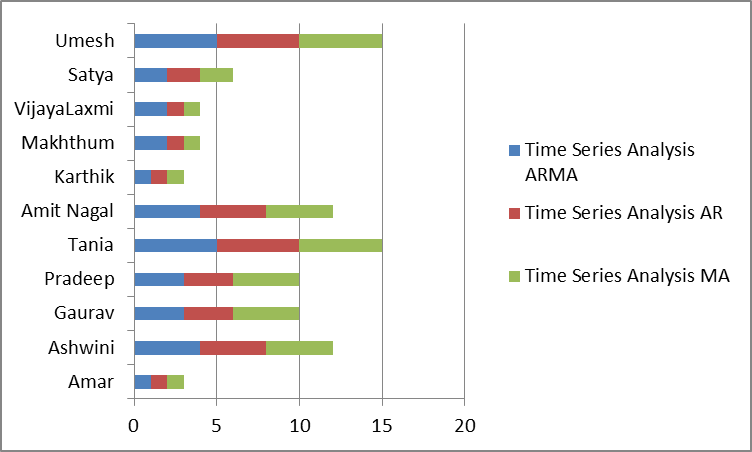 Umesh
Satya
VijayaLaxmi
Makhthum
Karthik
Amit Nagal
Tania
Pradeep
Gaurav
Ashwini
Amar
0 5 10 15 20
Time Series Analysis
ARMA
Time Series Analysis AR
Time Series Analysis MA